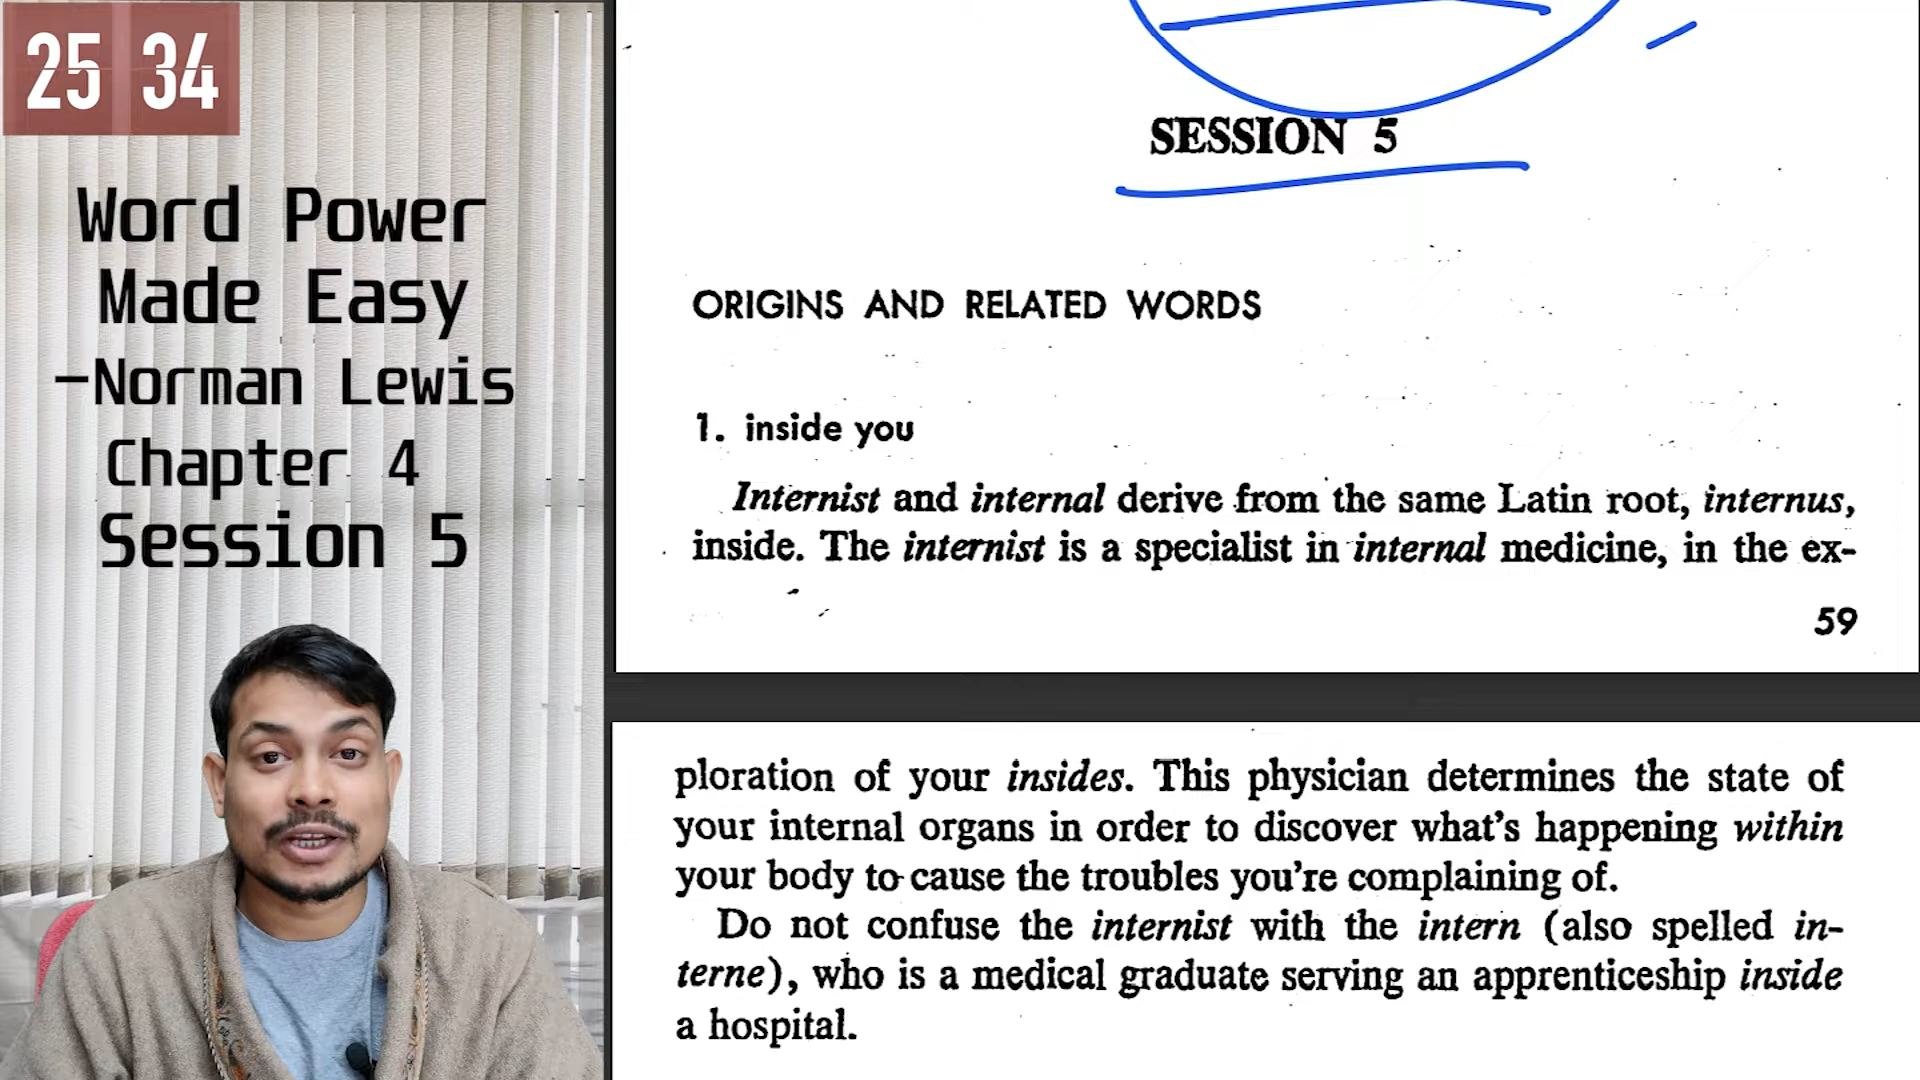 25 34
Word Power
Made Easy
-Norman Lewis
Chapter 4
Session 5
SESSION 5
ORIGINS AND RELATED WORDS
1. inside you
Internist and internal derive from the same Latin root, internus,
inside. The internist is a specialist in internal medicine, in the ex-
59
ploration of your insides. This physician determines the state of
your internal organs in order to discover what's happening within
your body to cause the troubles you're complaining of.
Do not confuse the internist with the intern (also spelled in-
terne), who is a medical graduate serving an apprenticeship inside
a hospital.